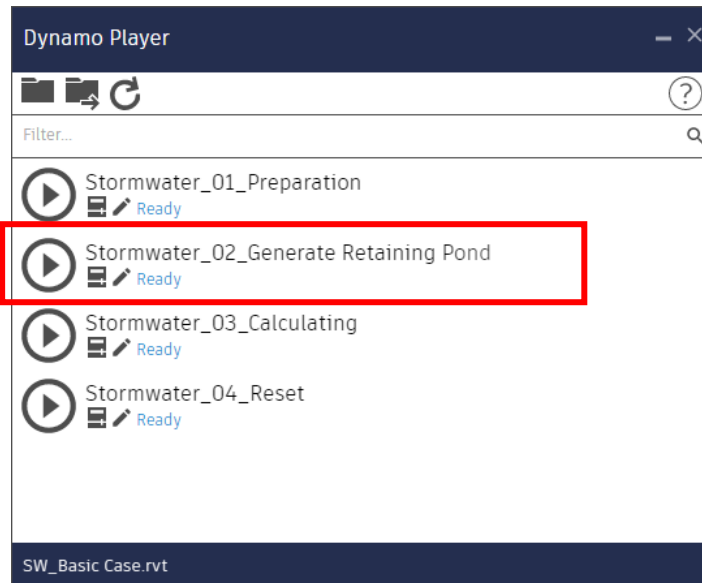 Dynamo Player
?
Filter...
Stormwater_01_Preparation
Ready
Stormwater_02_Generate Retaining Pond
Ready
Stormwater_03_Calculating
Ready
Stormwater_04_Reset
Ready
SW_Basic Case.rvt